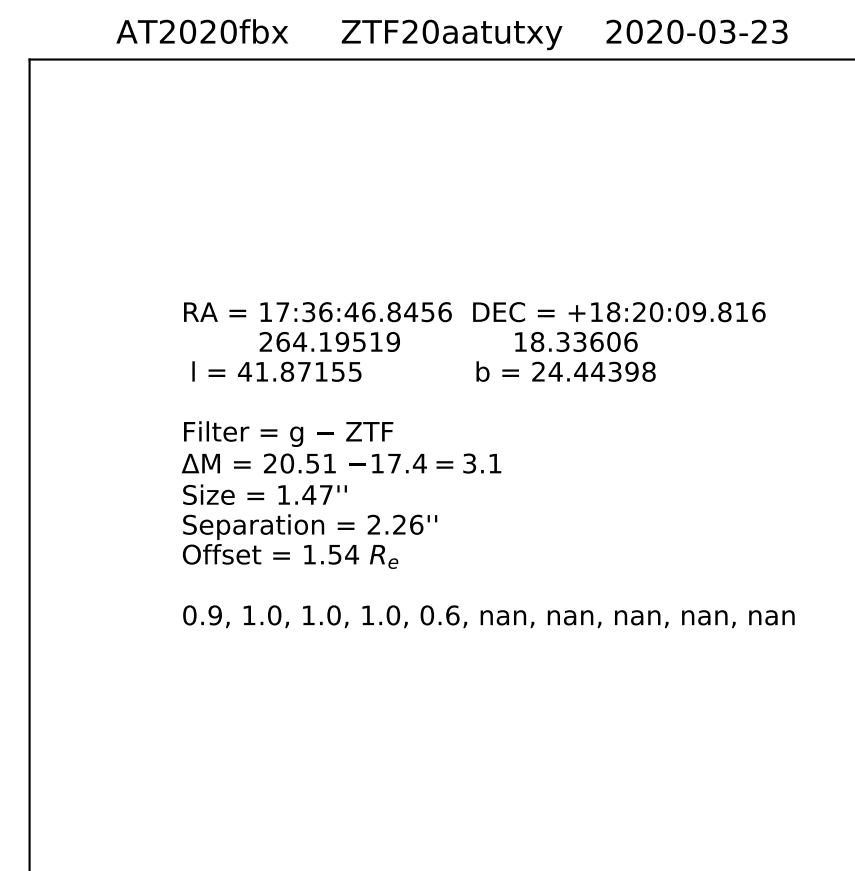 AT2020fbx ZTF20aatutxy 2020-03-23
RA = 17:36:46.8456 DEC = +18:20:09.816
264.19519 18.33606
l = 41.87155 b = 24.44398
Filter = g − ZTF
ΔM = 20.51 −17.4 = 3.1
Size = 1.47''
Separation = 2.26''
Offset = 1.54 Re
0.9, 1.0, 1.0, 1.0, 0.6, nan, nan, nan, nan, nan